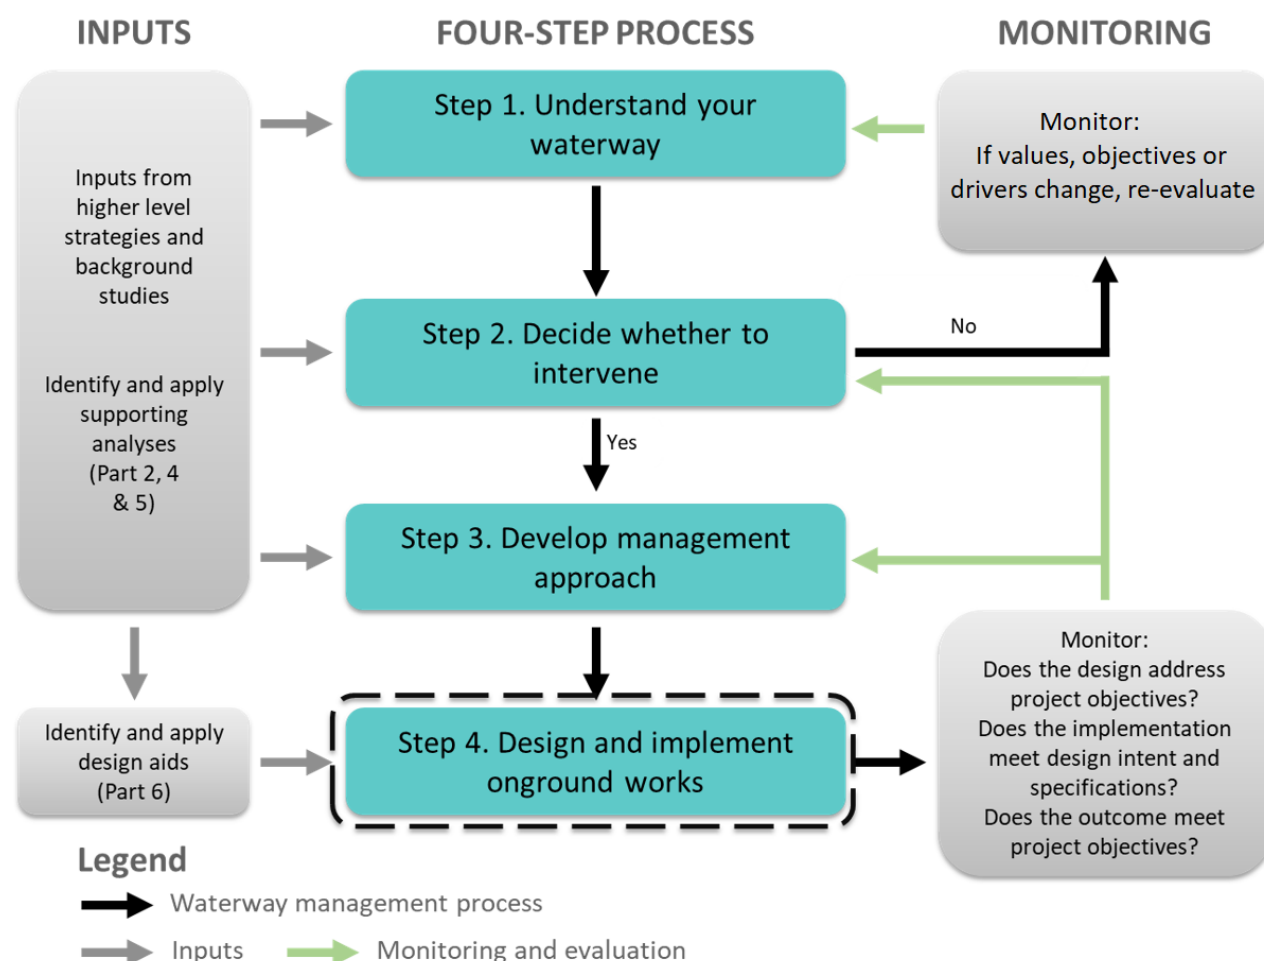 INPUTS
FOUR-STEP PROCESS
MONITORING
Inputs from
higher level
strategies and
background
studies
Identify and apply
supporting
analyses
(Part 2, 4
& 5)
Step 1. Understand your
waterway
Monitor:
If values, objectives or
drivers change, re-evaluate
Step 2. Decide whether to
intervene
No
Yes
Step 3. Develop management
approach
Identify and apply
design aids
(Part 6)
Step 4. Design and implement
onground works
Monitor:
Does the design address
project objectives?
Does the implementation
meet design intent and
specifications?
Does the outcome meet
project objectives?
Legend
Waterway management process
Inputs
Monitoring and evaluation